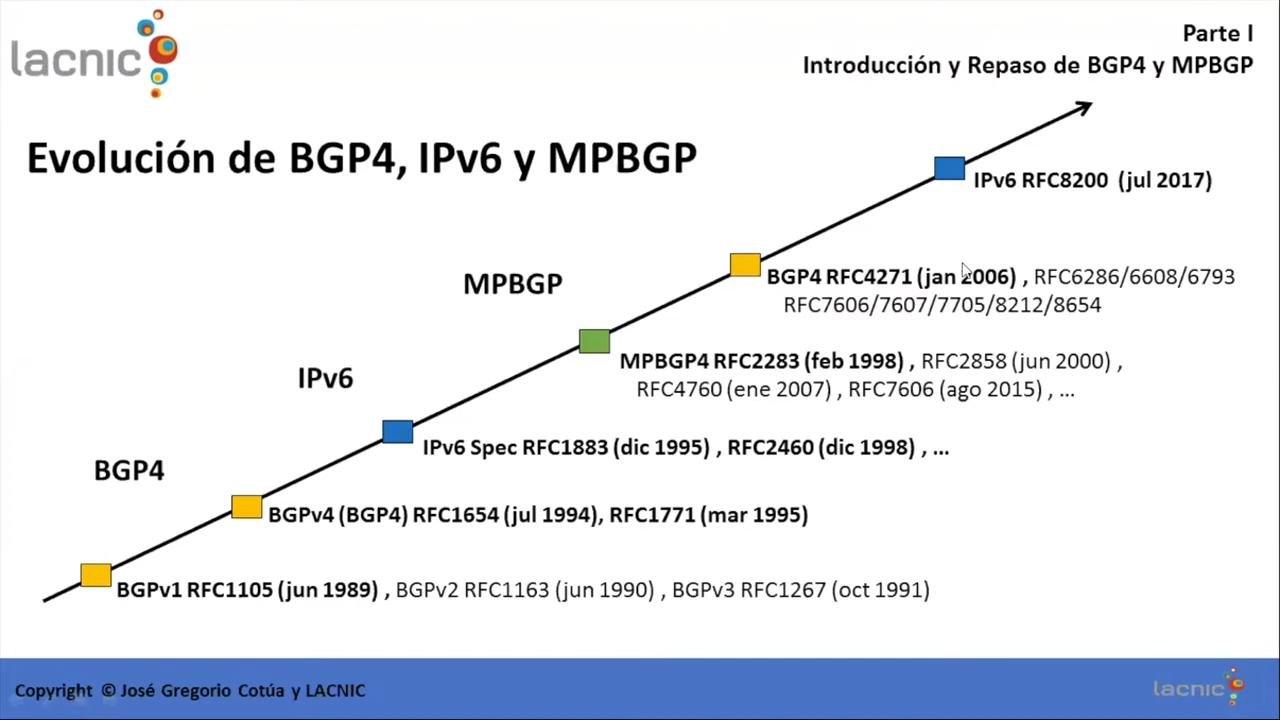 lacnic
Parte I
Introducción y Repaso de BGP4 y MPBGP
Evolución de BGP4, IPv6 y MPBGP
IPv6 RFC8200 (jul 2017)
MPBGP
BGP4 RFC4271 (jan 2006) , RFC6286/6608/6793
RFC7606/7607/7705/8212/8654
MPBGP4 RFC2283 (feb 1998) , RFC2858 (jun 2000) ,
RFC4760 (ene 2007) , RFC7606 (ago 2015) , ...
IPv6
IPv6 Spec RFC1883 (dic 1995) , RFC2460 (dic 1998) , ...
BGP4
BGPv4 (BGP4) RFC1654 (jul 1994), RFC1771 (mar 1995)
BGPv1 RFC1105 (jun 1989) , BGPv2 RFC1163 (jun 1990) , BGPv3 RFC1267 (oct 1991)
Copyright © José Gregorio Cotúa y LACNIC
lacnic